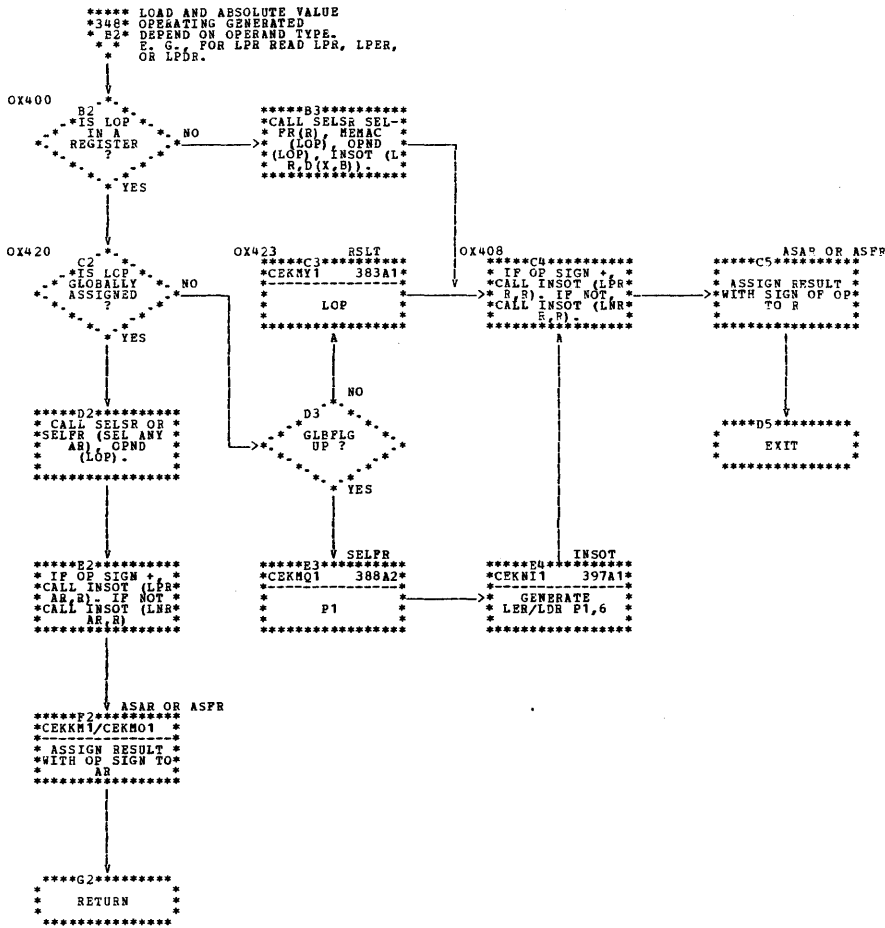 ***** LOAD AND ABSOLUTE VALUE
*348* OPERATING GENERATED
* B2* DEPEND ON OPERAND TYPE.
* * E. G., FOR LPR READ LPR, LPER,
* OR LPDR.
OX400
B2
IS LOP
IN A
REGISTER
?
NO
YES
*****B3**********
*CALL SELSR SEL-*
* FR(R), MEMAC *
* (LOP), OPND *
*(LOP), INSOT (L*
* R,D(X,B)). *
*****************
OX420
C2
IS LCP
GLOBALLY
ASSIGNED
?
NO
YES
OX423
RSLT
*****C3**********
*CEKMY1 383A1*
LOP
A
OX408
*****C4**********
* IF OP SIGN +, *
*CALL INSOT (LPR*
* R,R). IF NOT, *
*CALL INSOT (LNR*
* R,R). *
*****************
A
ASAR OR ASFR
*****C5**********
ASSIGN RESULT
*WITH SIGN OF OP*
* TO R *
*****D2**********
* CALL SELSR OR *
*SELFR (SEL ANY *
* AR), OPND *
* (LOP). *
*****************
D3
GLBFLG
UP ?
NO
YES
****D5*********
EXIT
***************
*****E2**********
* IF OP SIGN +, *
*CALL INSOT (LPR*
*AR,R). IF NOT *
*CALL INSOT (LNR*
* AR,R) *
*****************
SELFR
*****E3**********
*CEKMQ1 388A2*
P1
INSOT
*****E4**********
*CEKNI1 397A1*
* GENERATE *
* LER/LDR P1,6 *
ASAR OR ASFR
*****F2**********
*CEKKM1/CEKMO1 *
* ASSIGN RESULT *
*WITH OP SIGN TO*
* AR *
*****************
****G2*********
RETURN
***************